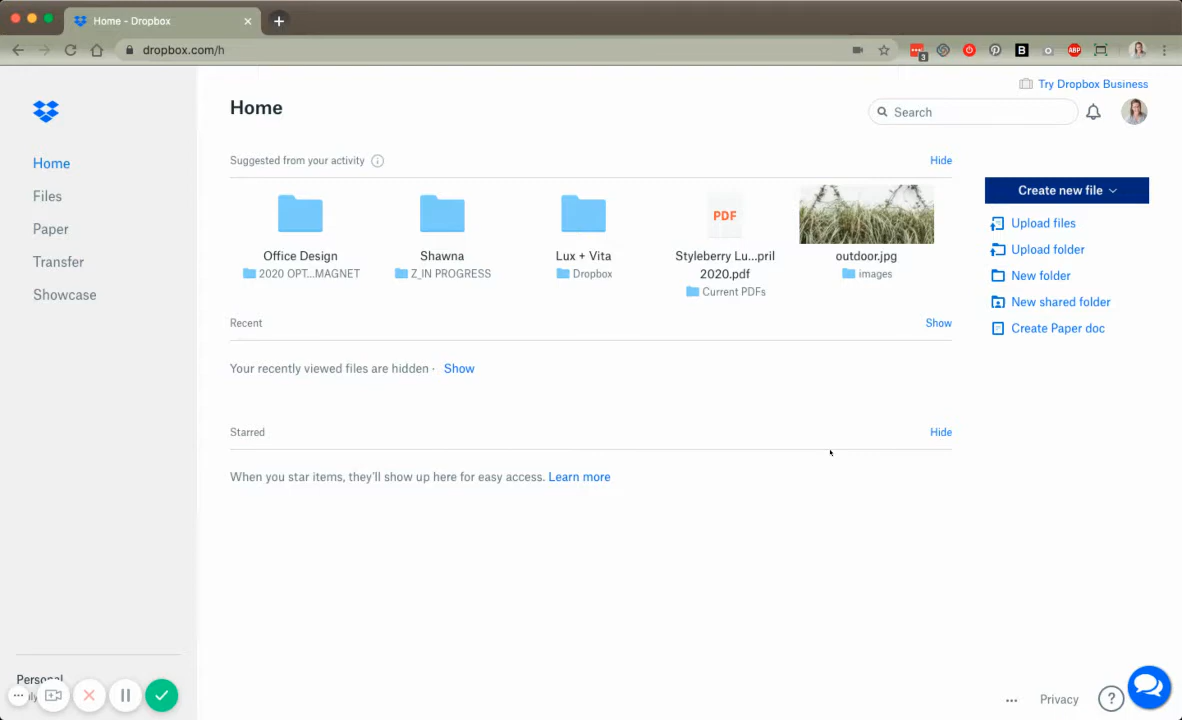 Home - Dropbox
dropbox.com/h
3
B
ABP
Try Dropbox Business
Home
Search
Home
Files
Paper
Transfer
Showcase
Suggested from your activity
Hide
PDF
Office Design
2020 OPT...MAGNET
Shawna
Z_IN PROGRESS
Lux + Vita
Dropbox
Styleberry Lu...pril
2020.pdf
Current PDFs
outdoor.jpg
images
Create new file
Upload files
Upload folder
New folder
New shared folder
Create Paper doc
Recent
Show
Your recently viewed files are hidden · Show
Starred
Hide
When you star items, they'll show up here for easy access. Learn more
Personal
... Privacy ?